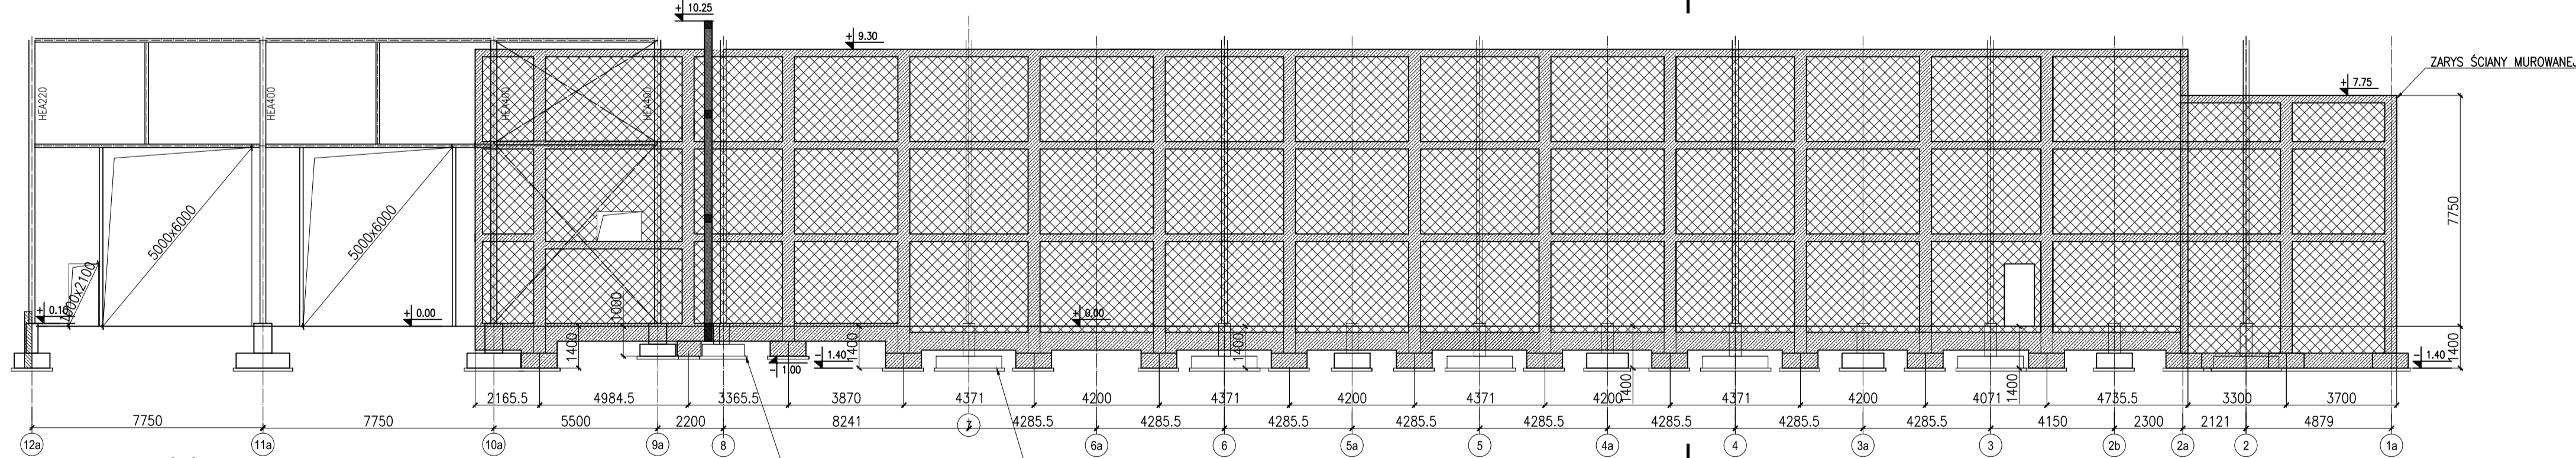 + 10.25
+ 9.30
ZARYS ŚCIANY MUROWANEJ
+ 7.75
HEA220
HEA400
HEA400
HEA400
5000x6000
5000x6000
7750
1000x2100
+ 0.10
+ 0.00
+ 0.00
1000
1400
1400
1400
1400
1400
1400
- 1.00
- 1.40
- 1.40
2165.5 4984.5 3365.5 3870 4371 4200 4371 4200 4371 4200 4371 4200 4071 4735.5 3300 3700
7750 7750 5500 2200 8241 4285.5 4285.5 4285.5 4285.5 4285.5 4285.5 4285.5 4285.5 4150 2300 2121 4879
12a 11a 10a 9a 8 7 6a 6 5a 5 4a 4 3a 3 2b 2a 2 1a